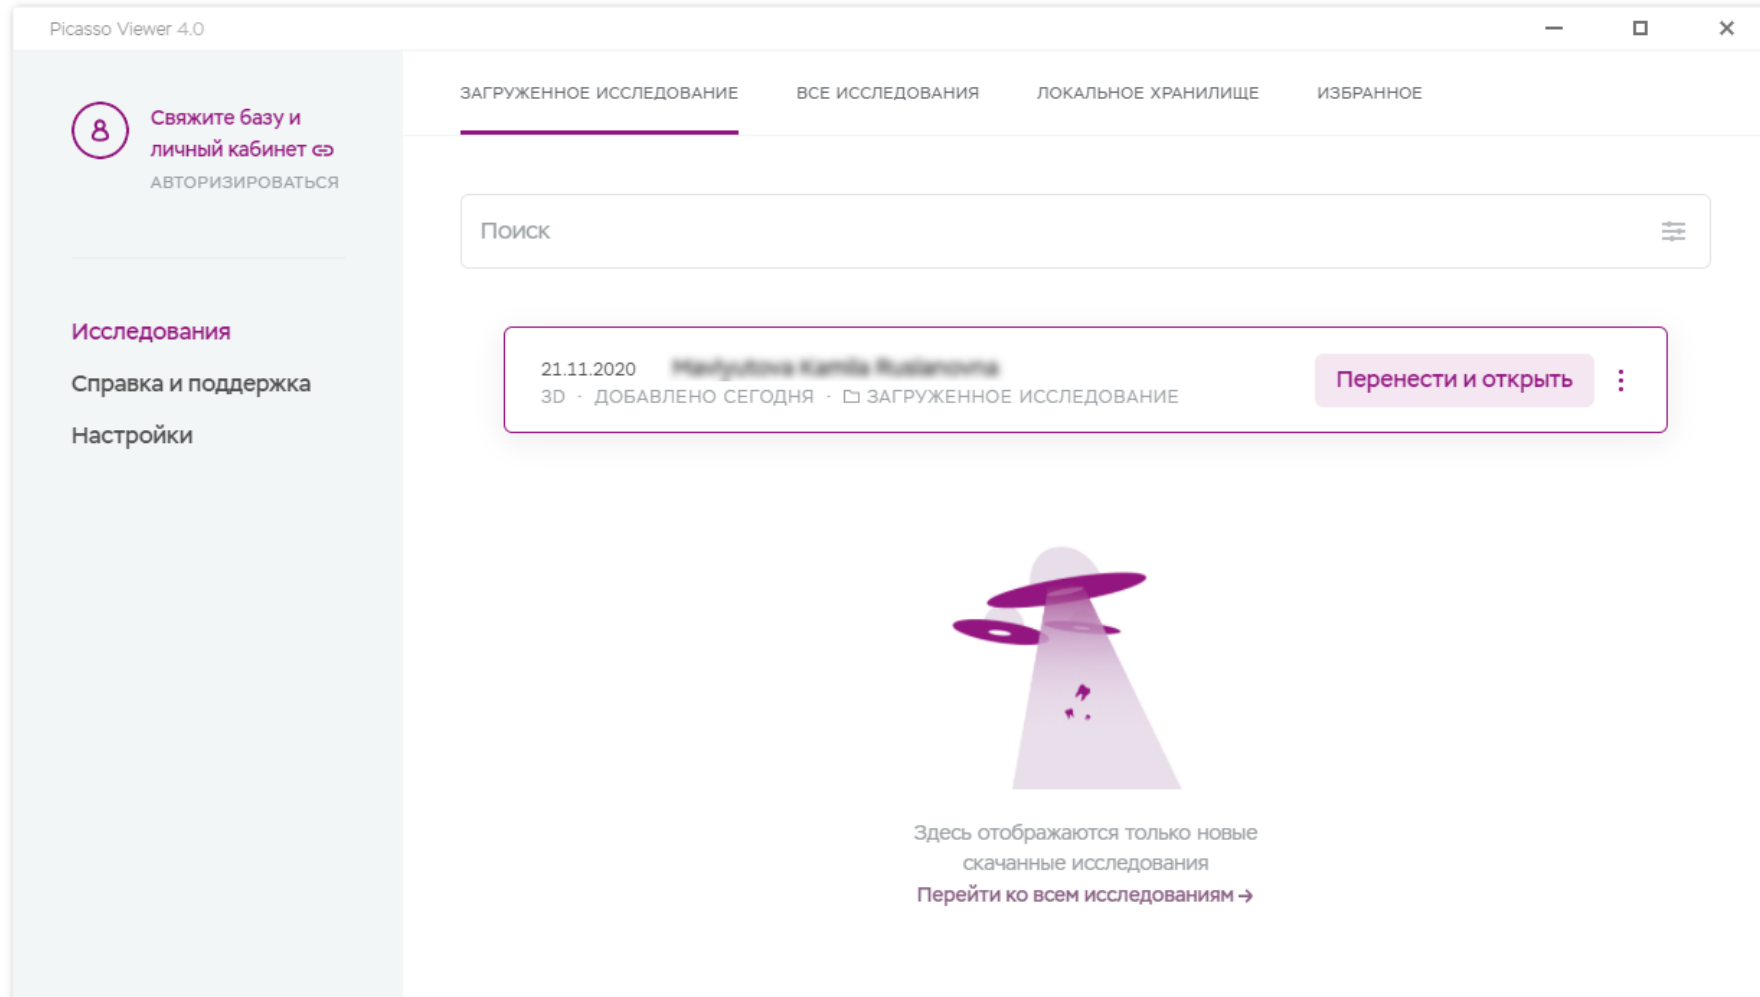 Picasso Viewer 4.0
Свяжите базу и
личный кабинет
АВТОРИЗИРОВАТЬСЯ
Исследования
Справка и поддержка
Настройки
ЗАГРУЖЕННОЕ ИССЛЕДОВАНИЕ ВСЕ ИССЛЕДОВАНИЯ ЛОКАЛЬНОЕ ХРАНИЛИЩЕ ИЗБРАННОЕ
Поиск
21.11.2020
3D · ДОБАВЛЕНО СЕГОДНЯ · ЗАГРУЖЕННОЕ ИССЛЕДОВАНИЕ
Перенести и открыть
Здесь отображаются только новые
скачанные исследования
Перейти ко всем исследованиям →